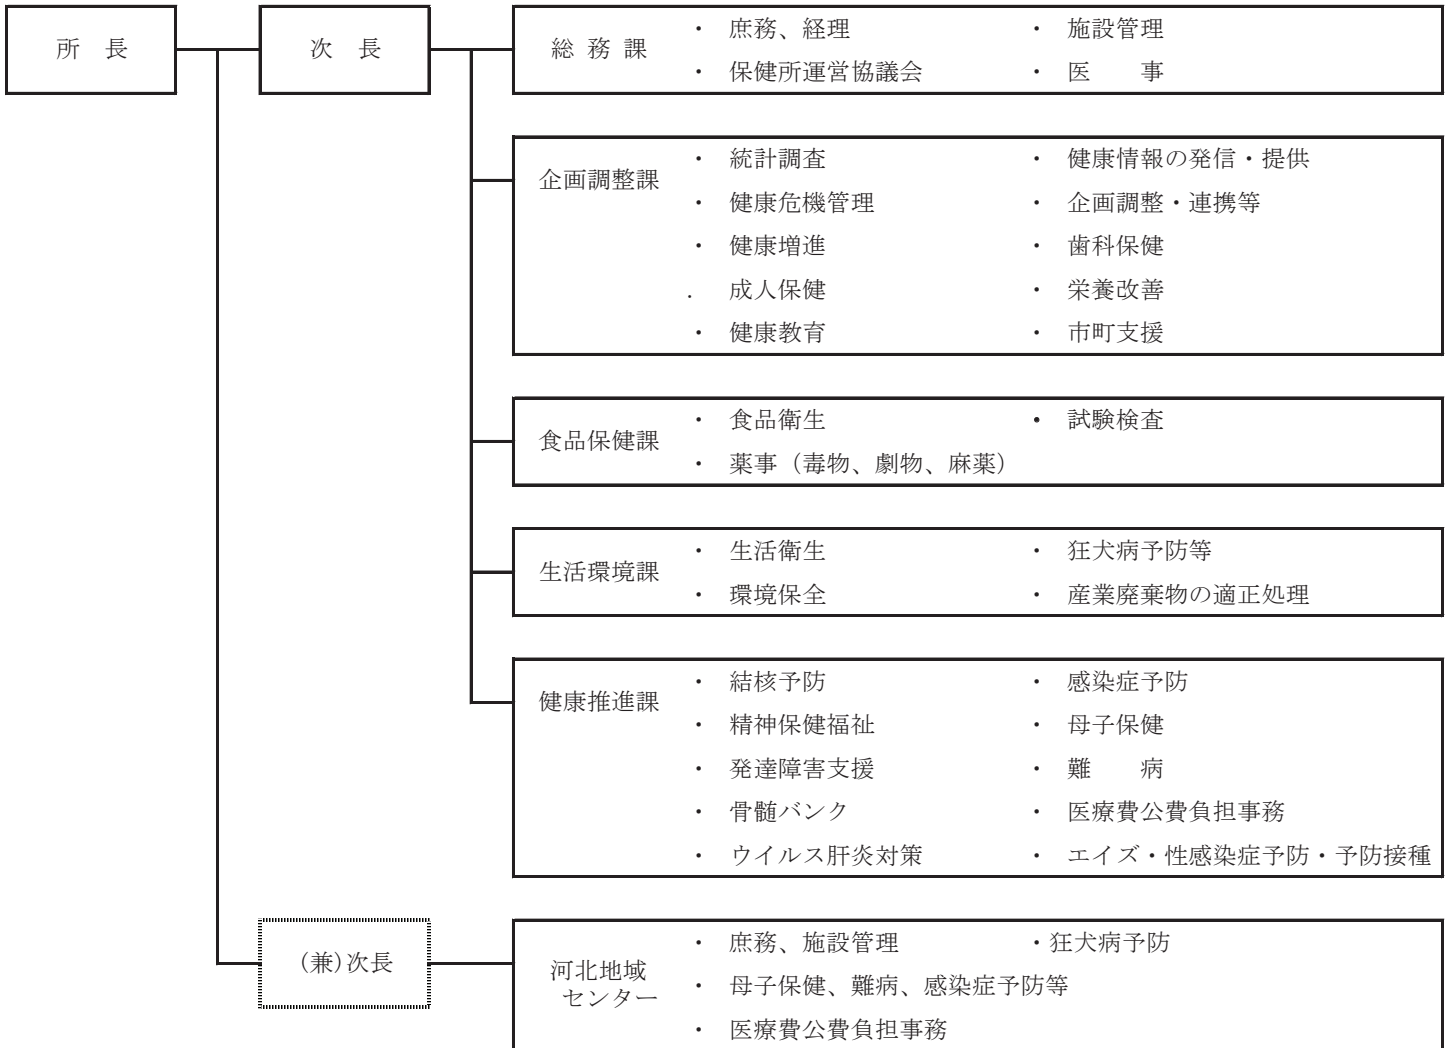 所　長
次　長
総 務 課
・ 庶務、経理 ・ 施設管理
・ 保健所運営協議会 ・ 医　　事
企画調整課
・ 統計調査 ・ 健康情報の発信・提供
・ 健康危機管理 ・ 企画調整・連携等
・ 健康増進 ・ 歯科保健
. 成人保健 ・ 栄養改善
・ 健康教育 ・ 市町支援
食品保健課
・ 食品衛生 ・ 試験検査
・ 薬事（毒物、劇物、麻薬）
生活環境課
・ 生活衛生 ・ 狂犬病予防等
・ 環境保全 ・ 産業廃棄物の適正処理
健康推進課
・ 結核予防 ・ 感染症予防
・ 精神保健福祉 ・ 母子保健
・ 発達障害支援 ・ 難　　病
・ 骨髄バンク ・ 医療費公費負担事務
・ ウイルス肝炎対策 ・ エイズ・性感染症予防・予防接種
(兼)次長
河北地域
センター
・ 庶務、施設管理 ・狂犬病予防
・ 母子保健、難病、感染症予防等
・ 医療費公費負担事務